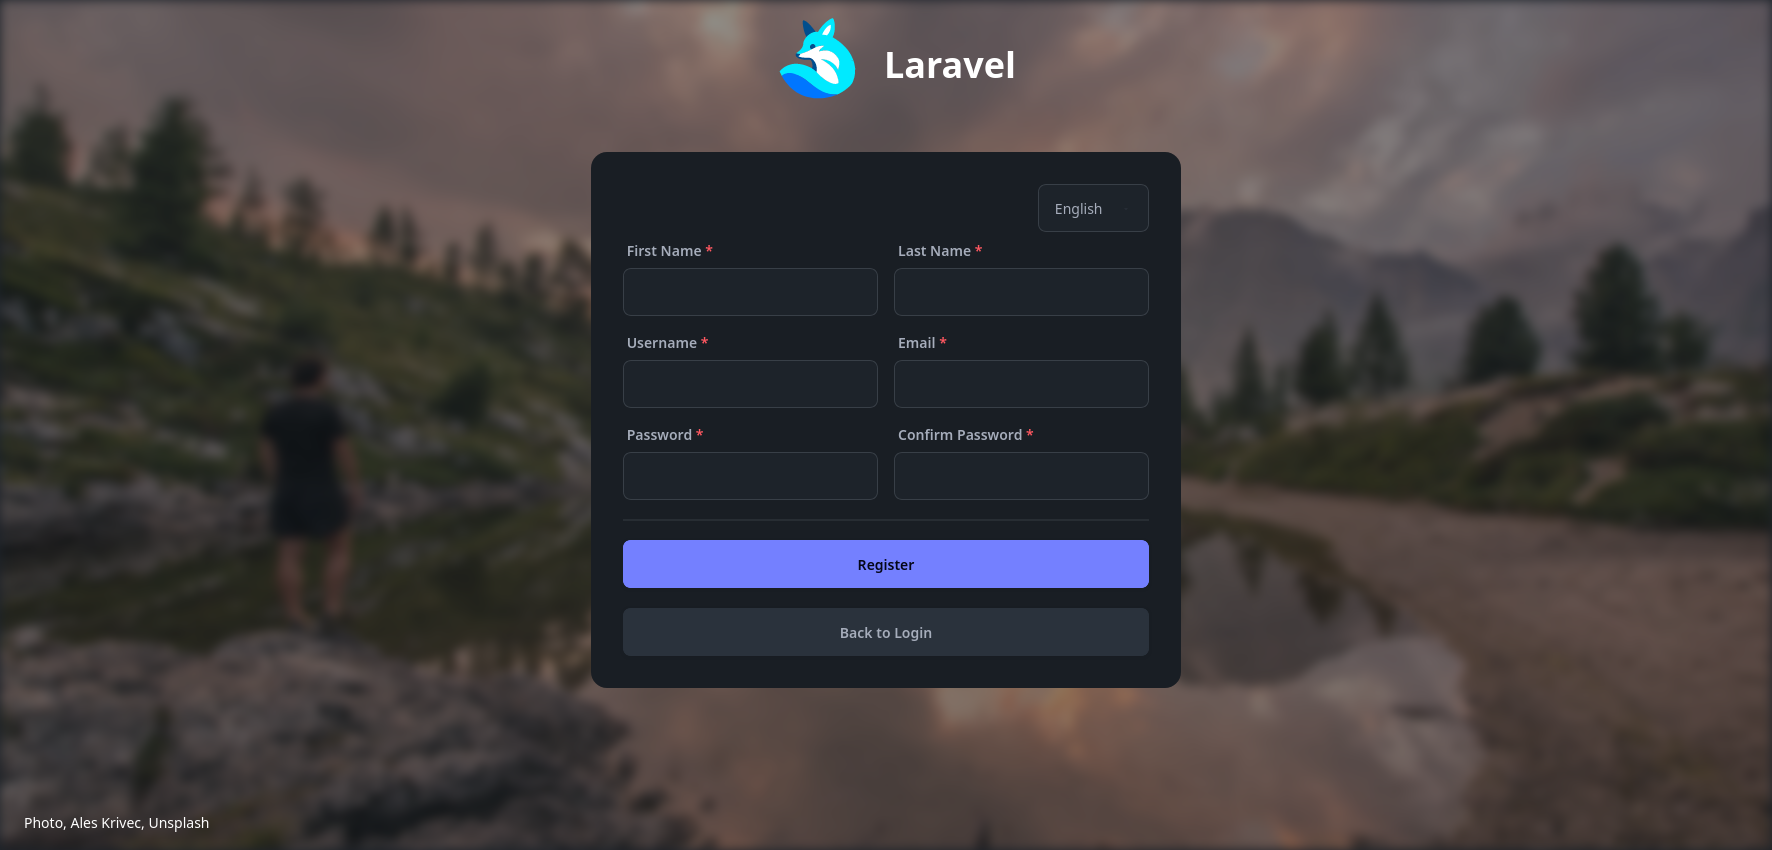 Laravel
English
First Name * Last Name *
Username * Email *
Password * Confirm Password *
Register
Back to Login
Photo, Ales Krivec, Unsplash